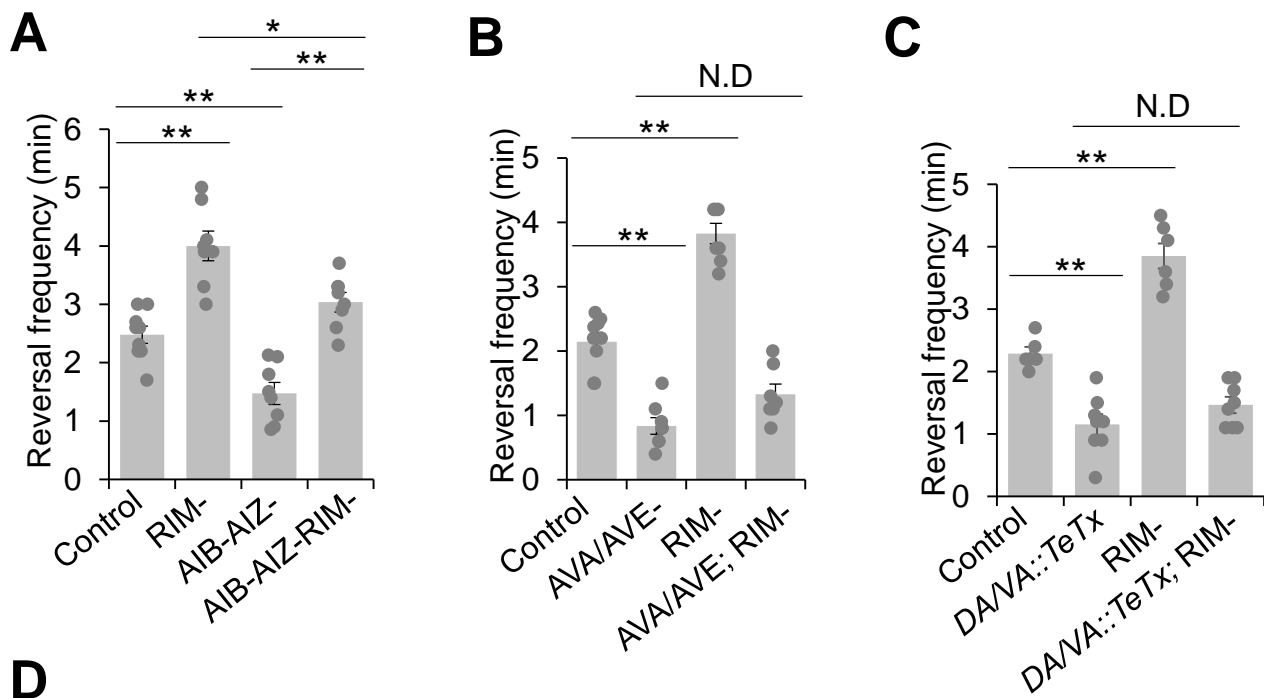 A
*
**
**
**
Reversal frequency (min)
6
5
4
3
2
1
0
Control
RIM-
AIB-AIZ-
AIB-AIZ-RIM-
B
N.D
**
**
Reversal frequency (min)
5
4
3
2
1
0
Control
AVA/AVE-
RIM-
AVA/AVE; RIM-
C
N.D
**
**
Reversal frequency (min)
5
4
3
2
1
0
Control
DA/VA::TeTx
RIM-
DA/VA::TeTx; RIM-
D